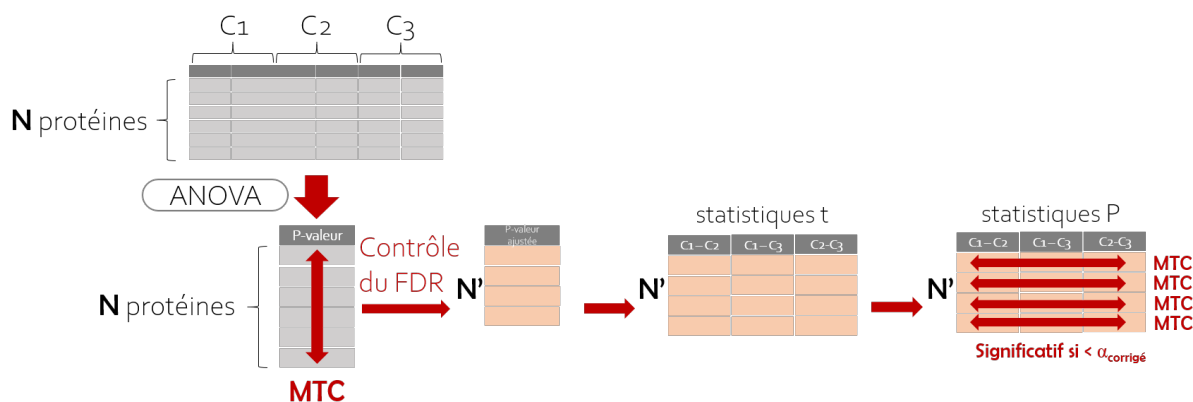 C1 C2 C3
N protéines
ANOVA
P-valeur
N protéines
MTC
Contrôle
du FDR
P-valeur
ajustée
N'
statistiques t
C1 – C2 C1 – C3 C2-C3
N'
statistiques P
C1 – C2 C1 – C3 C2-C3
N'
MTC
MTC
MTC
MTC
Significatif si < αcorrigé